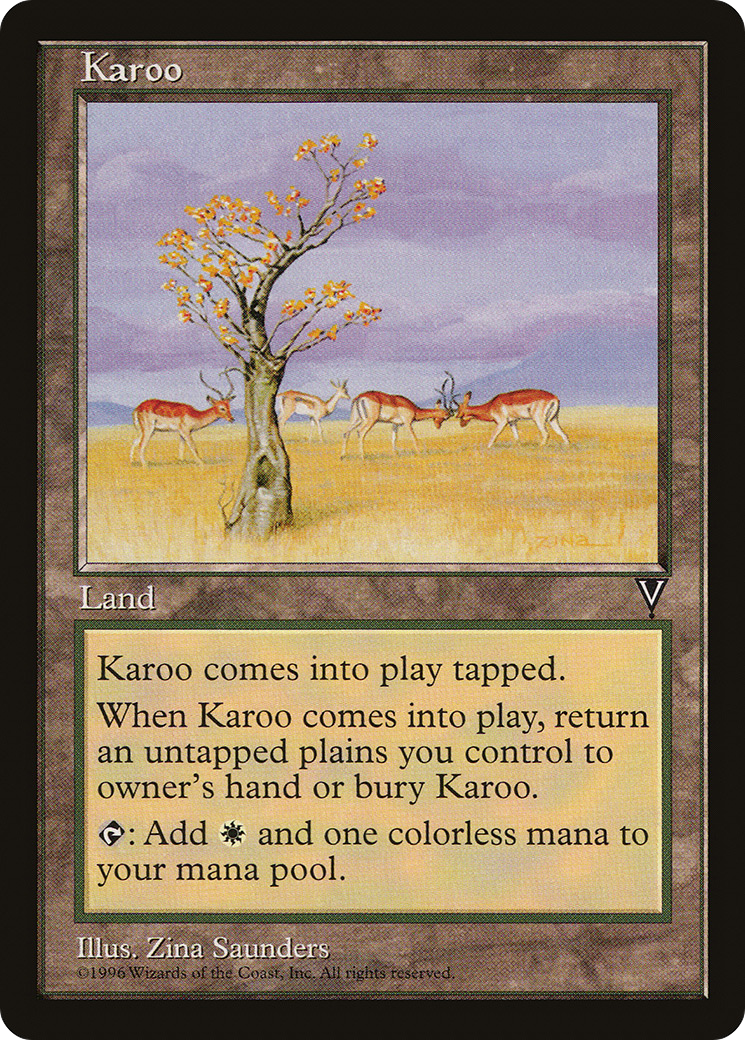 Karoo
ZINA
Land
V
Karoo comes into play tapped.
When Karoo comes into play, return
an untapped plains you control to
owner's hand or bury Karoo.
: Add and one colorless mana to
your mana pool.
Illus. Zina Saunders
©1996 Wizards of the Coast, Inc. All rights reserved.